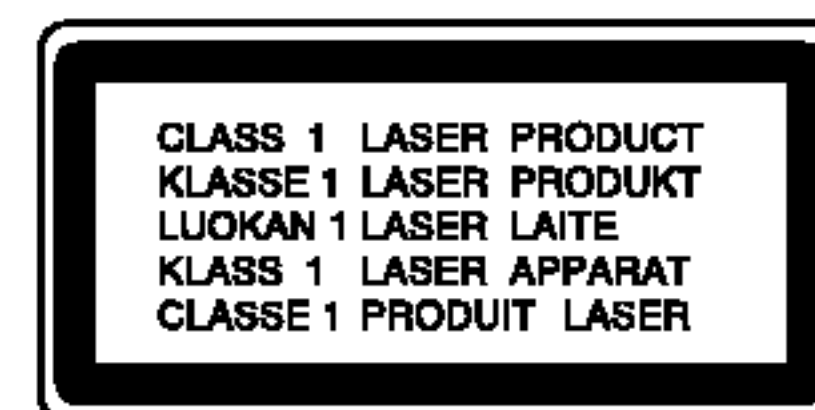 CLASS 1 LASER PRODUCT
KLASSE 1 LASER PRODUKT
LUOKAN 1 LASER LAITE
KLASS 1 LASER APPARAT
CLASSE 1 PRODUIT LASER